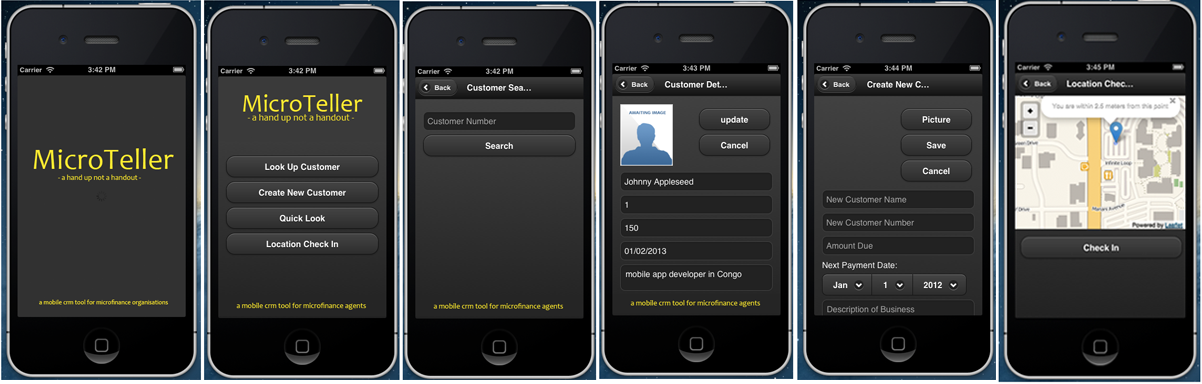 Carrier 3:42 PM
MicroTeller
- a hand up not a handout -
a mobile crm tool for microfinance organisations
Carrier 3:42 PM
MicroTeller
- a hand up not a handout -
Look Up Customer
Create New Customer
Quick Look
Location Check In
a mobile crm tool for microfinance agents
Carrier 3:42 PM
Back Customer Sea...
Customer Number
Search
a mobile crm tool for microfinance agents
Carrier 3:43 PM
Back Customer Det...
AWAITING IMAGE
update
Cancel
Johnny Appleseed
1
150
01/02/2013
mobile app developer in Congo
a mobile crm tool for microfinance agents
Carrier 3:44 PM
Back Create New C...
Picture
Save
Cancel
New Customer Name
New Customer Number
Amount Due
Next Payment Date:
Jan 1 2012
Description of Business
Carrier 3:45 PM
Back Location Chec...
You are within 2.5 meters from this point
×
+
-
Infinite Loop
Mariani Avenue
Drive
Powered by Leaflet
Check In